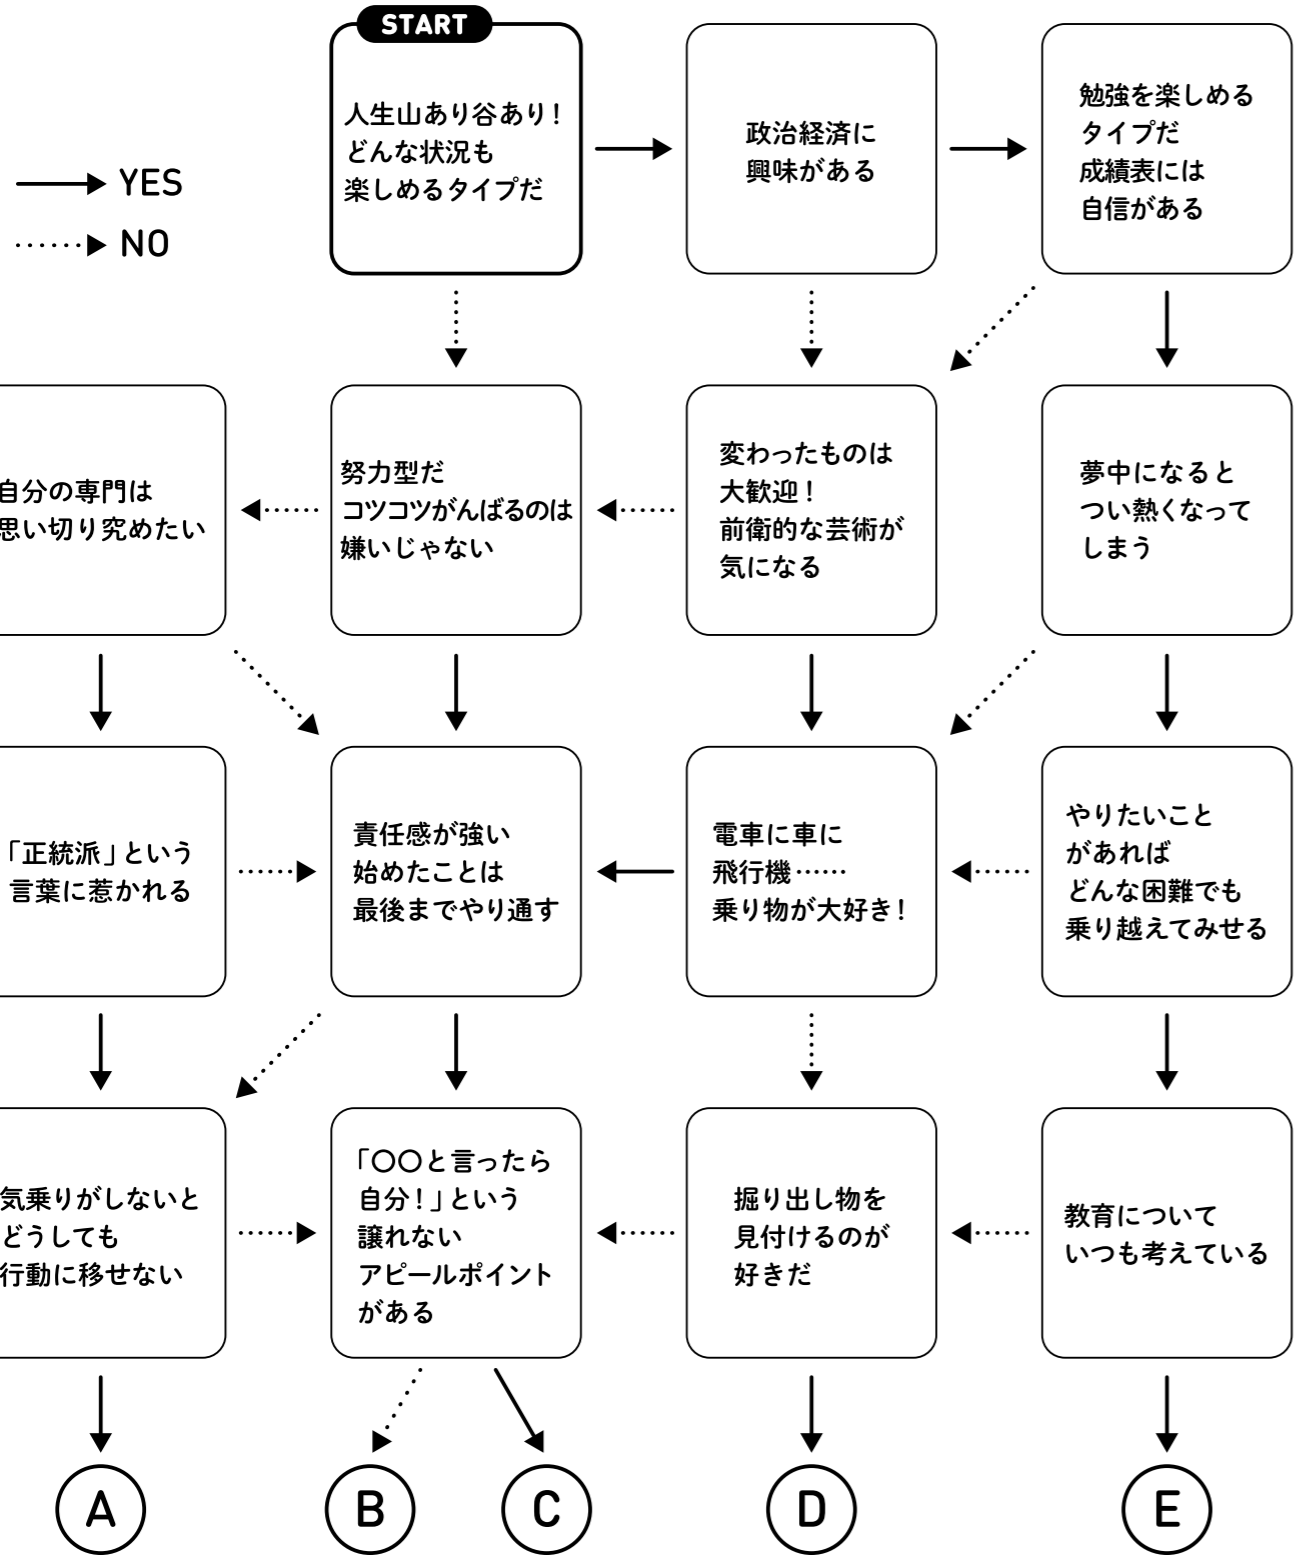 START
人生山あり谷あり！
どんな状況も
楽しめるタイプだ
政治経済に
興味がある
勉強を楽しめる
タイプだ
成績表には
自信がある
YES
NO
自分の専門は
思い切り究めたい
努力型だ
コツコツがんばるのは
嫌いじゃない
変わったものは
大歓迎！
前衛的な芸術が
気になる
夢中になると
つい熱くなって
しまう
「正統派」という
言葉に惹かれる
責任感が強い
始めたことは
最後までやり通す
電車に車に
飛行機……
乗り物が大好き！
やりたいこと
があれば
どんな困難でも
乗り越えてみせる
気乗りがしないと
どうしても
行動に移せない
「〇〇と言ったら
自分！」という
譲れない
アピールポイント
がある
掘り出し物を
見付けるのが
好きだ
教育について
いつも考えている
A
B
C
D
E